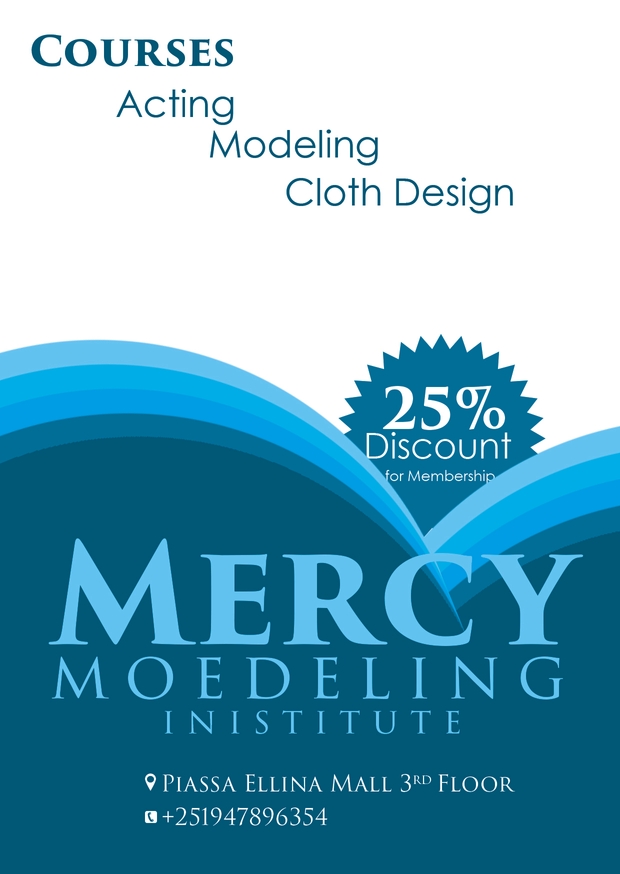 COURSES
Acting
Modeling
Cloth Design
25%
Discount
for Membership
MERCY
MOEDELING
INISTITUTE
PIASSA ELLINA MALL 3RD FLOOR
+251947896354